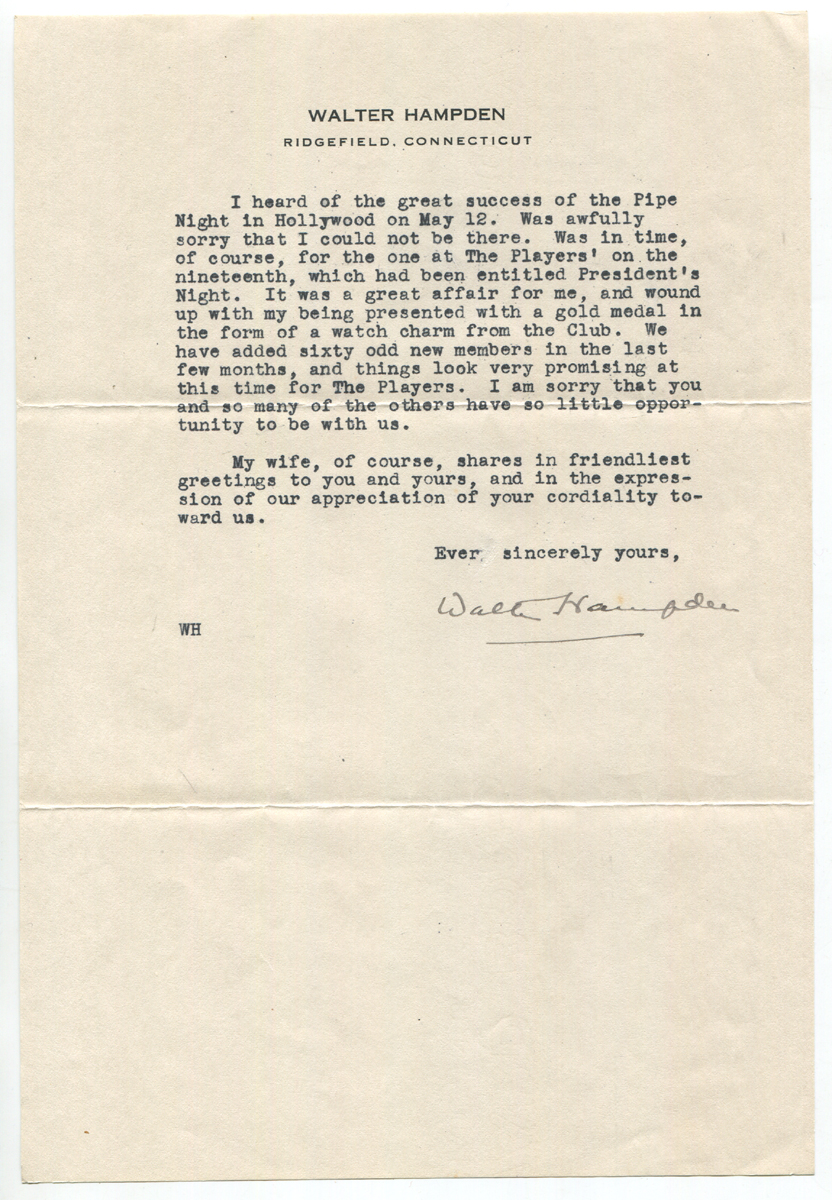 WALTER HAMPDEN
RIDGEFIELD, CONNECTICUT
I heard of the great success of the Pipe
Night in Hollywood on May 12. Was awfully
sorry that I could not be there. Was in time,
of course, for the one at The Players' on the
nineteenth, which had been entitled President's
Night. It was a great affair for me, and wound
up with my being presented with a gold medal in
the form of a watch charm from the Club. We
have added sixty odd new members in the last
few months, and things look very promising at
this time for The Players. I am sorry that you
and so many of the others have so little oppor-
tunity to be with us.
My wife, of course, shares in friendliest
greetings to you and yours, and in the expres-
sion of our appreciation of your cordiality to-
ward us.
Ever sincerely yours,
Walter Hampden
WH